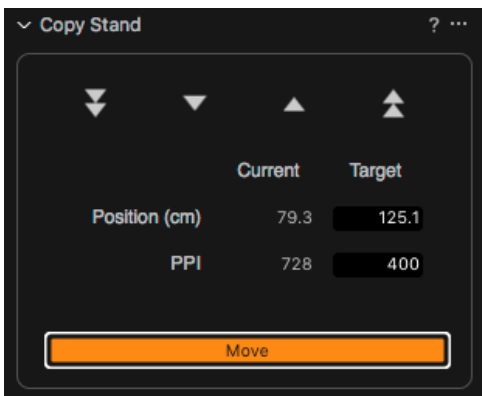 Copy Stand ? ...
Current Target
Position (cm) 79.3 125.1
PPI 728 400
Move